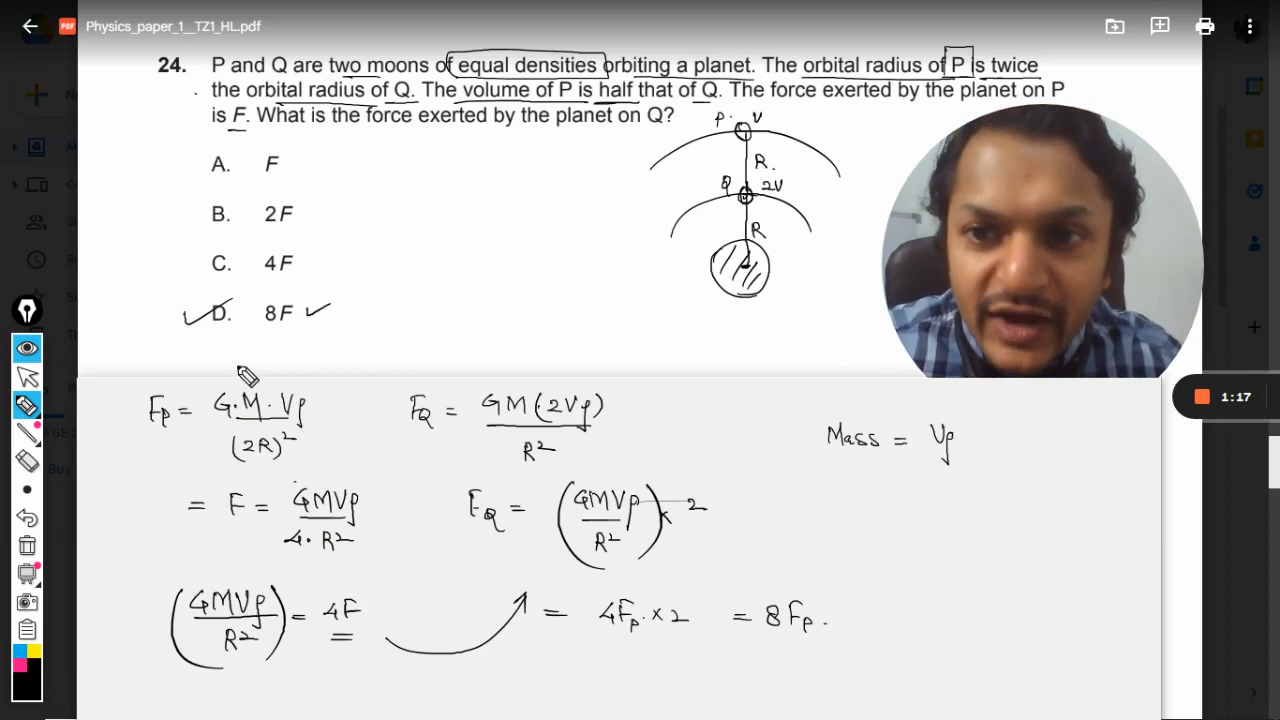 Physics_paper_1__TZ1_HL.pdf
24. P and Q are two moons of equal densities orbiting a planet. The orbital radius of P is twice
the orbital radius of Q. The volume of P is half that of Q. The force exerted by the planet on P
is F. What is the force exerted by the planet on Q?
P. V
R.
Q 2V
R
A. F
B. 2F
C. 4F
D. 8F
1:17
Fp = G.M.Vρ / (2R)² FQ = GM(2Vρ) / R²
Mass = Vρ
= F = GMVρ / 4.R² FQ = (GMVρ / R²) × 2
(GMVρ / R²) = 4F = 4Fp × 2 = 8Fp.